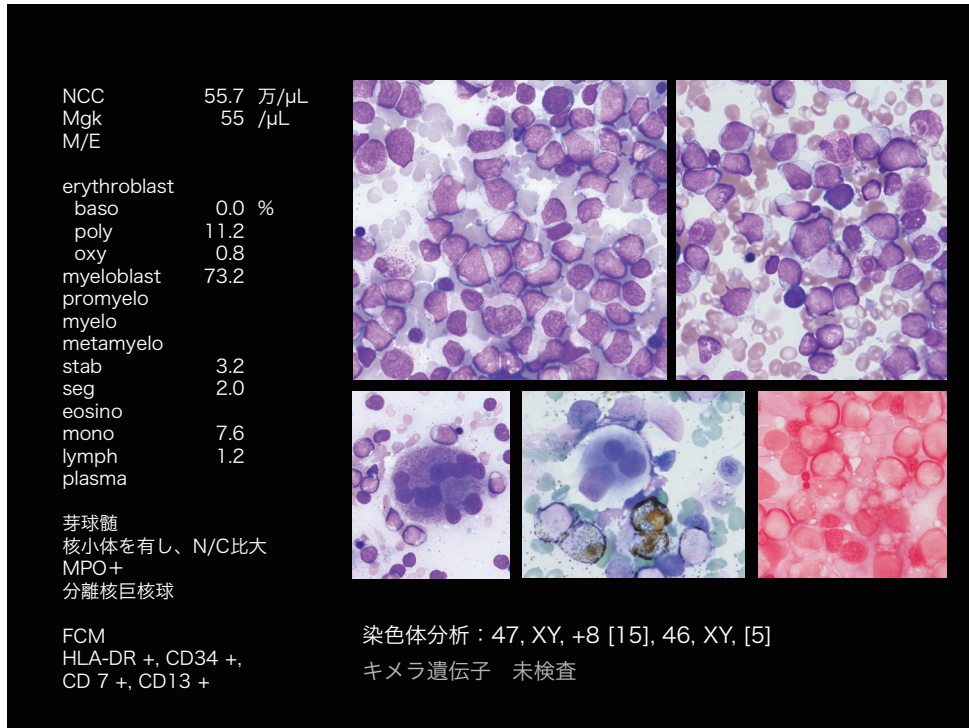 NCC 55.7 万/μL
Mgk 55 /μL
M/E
erythroblast
baso 0.0 %
poly 11.2
oxy 0.8
myeloblast 73.2
promyelo
myelo
metamyelo
stab 3.2
seg 2.0
eosino
mono 7.6
lymph 1.2
plasma
芽球髄
核小体を有し、N/C比大
MPO＋
分離核巨核球
FCM
HLA-DR +, CD34 +,
CD 7 +, CD13 +
染色体分析：47, XY, +8 [15], 46, XY, [5]
キメラ遺伝子　未検査